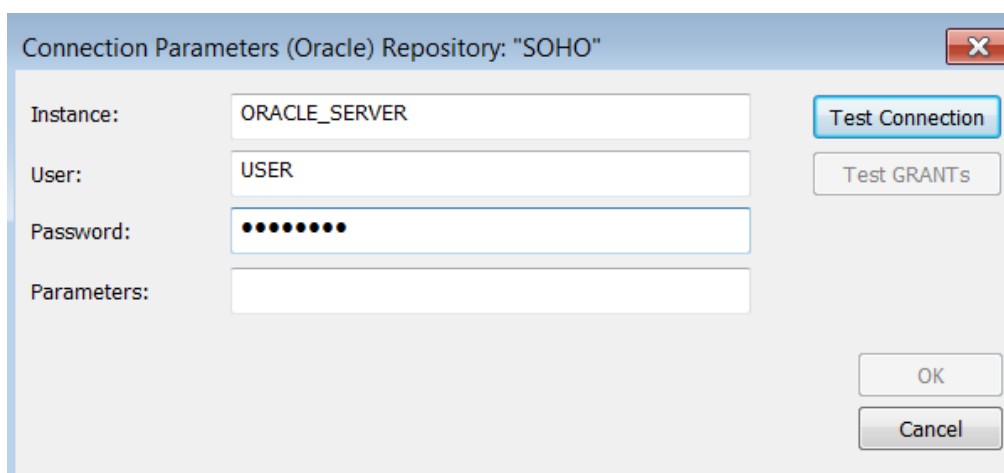 Connection Parameters (Oracle) Repository: "SOHO"
Instance: ORACLE_SERVER Test Connection
User: USER Test GRANTs
Password: ●●●●●●●●
Parameters:
OK
Cancel